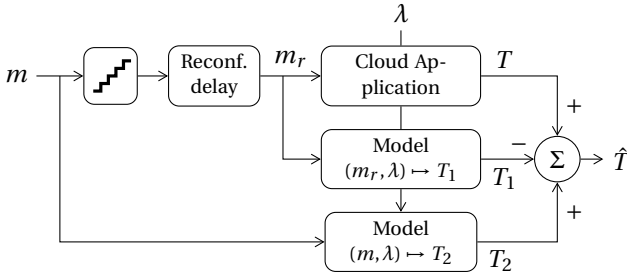 λ
m
Reconf.
delay
m_r
Cloud Ap-
plication
T
+
Model
(m_r, λ) ↦ T_1
−
T_1
Σ
T̂
+
Model
(m, λ) ↦ T_2
T_2